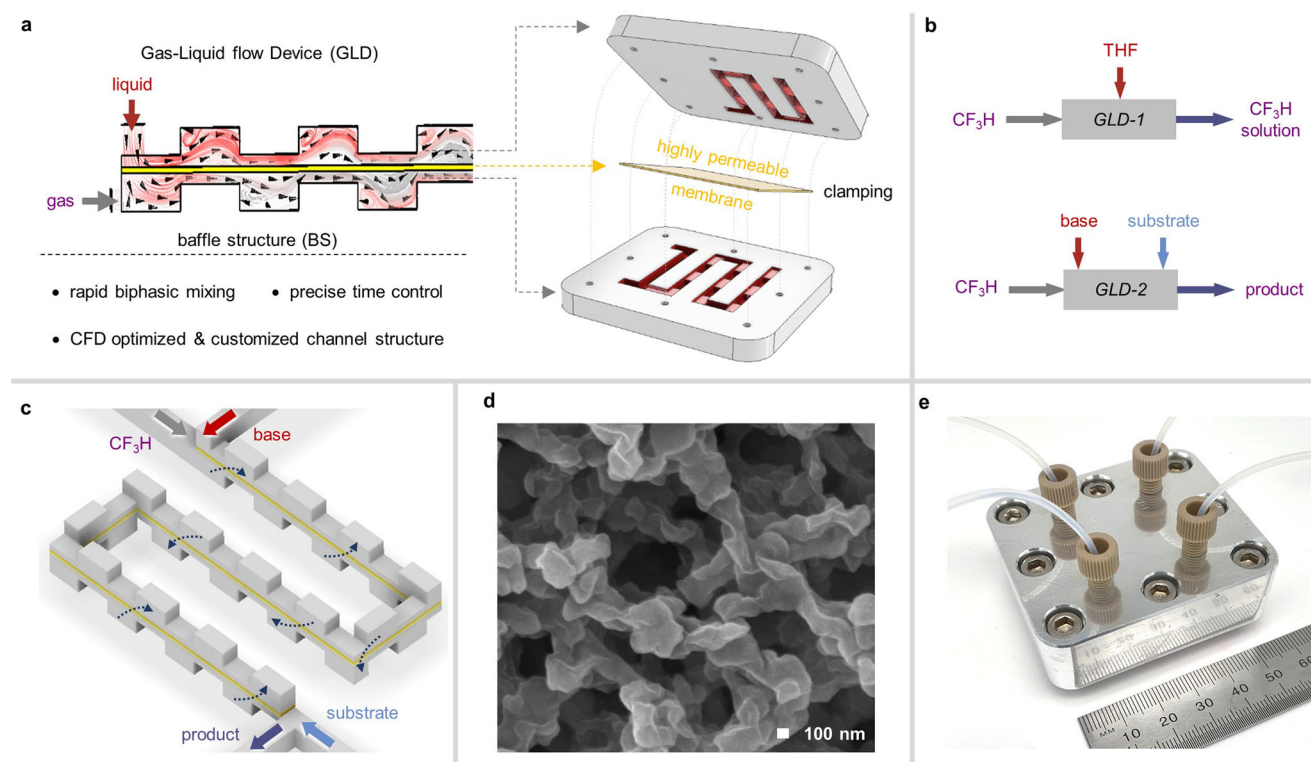 a
Gas-Liquid flow Device (GLD)
liquid
gas
baffle structure (BS)
• rapid biphasic mixing
• precise time control
• CFD optimized & customized channel structure
highly permeable
membrane
clamping
b
THF
CF₃H
GLD-1
CF₃H
solution
base
substrate
CF₃H
GLD-2
product
c
CF₃H
base
product
substrate
d
100 nm
e
MM
10 20 30 40 50 60